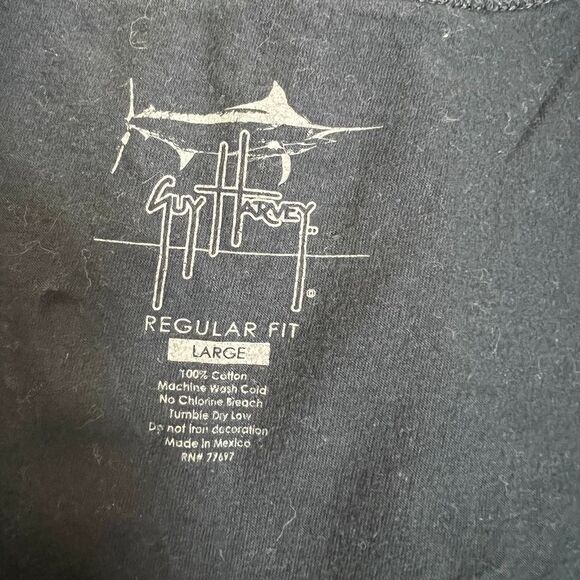 GUY HARVEY®
REGULAR FIT
LARGE
100% Cotton
Machine Wash Cold
No Chlorine Bleach
Tumble Dry Low
Do not iron decoration
Made in Mexico
RN# 77697